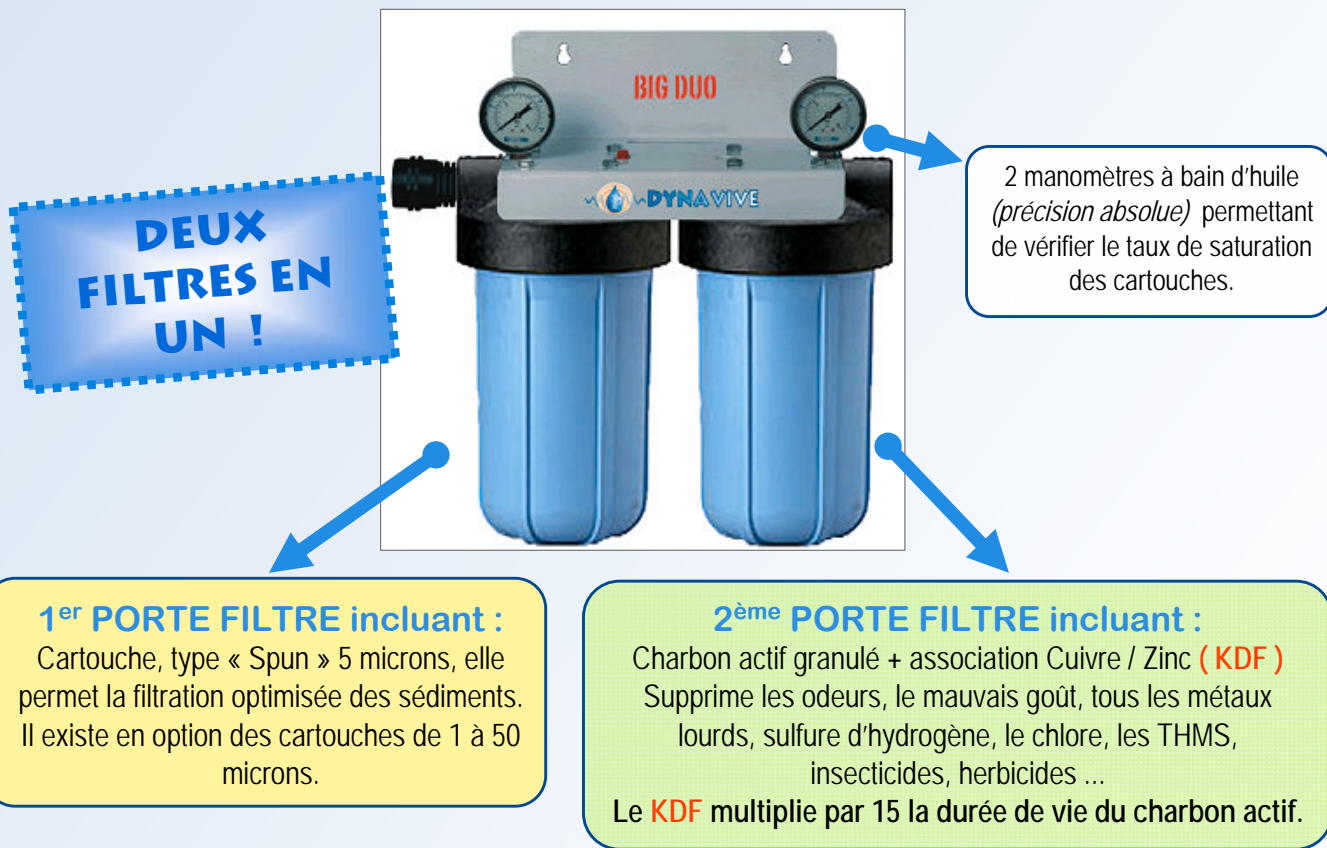 BIG DUO
DYNAVIVE
DEUX
FILTRES EN
UN !
2 manomètres à bain d'huile
(précision absolue) permettant
de vérifier le taux de saturation
des cartouches.
1er PORTE FILTRE incluant :
Cartouche, type « Spun » 5 microns, elle
permet la filtration optimisée des sédiments.
Il existe en option des cartouches de 1 à 50
microns.
2ème PORTE FILTRE incluant :
Charbon actif granulé + association Cuivre / Zinc ( KDF )
Supprime les odeurs, le mauvais goût, tous les métaux
lourds, sulfure d'hydrogène, le chlore, les THMS,
insecticides, herbicides ...
Le KDF multiplie par 15 la durée de vie du charbon actif.